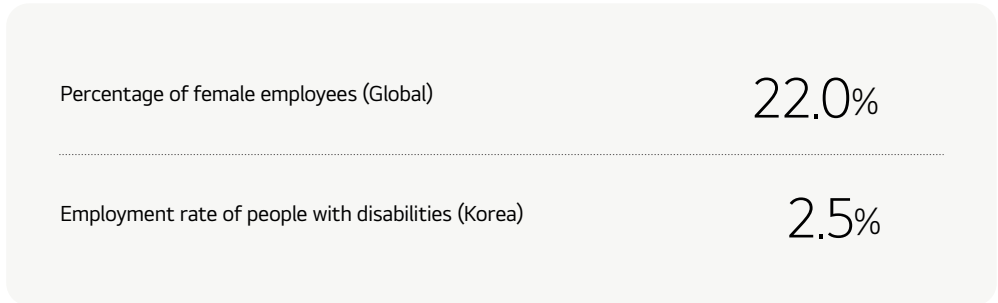 Percentage of female employees (Global) 22.0%
Employment rate of people with disabilities (Korea) 2.5%